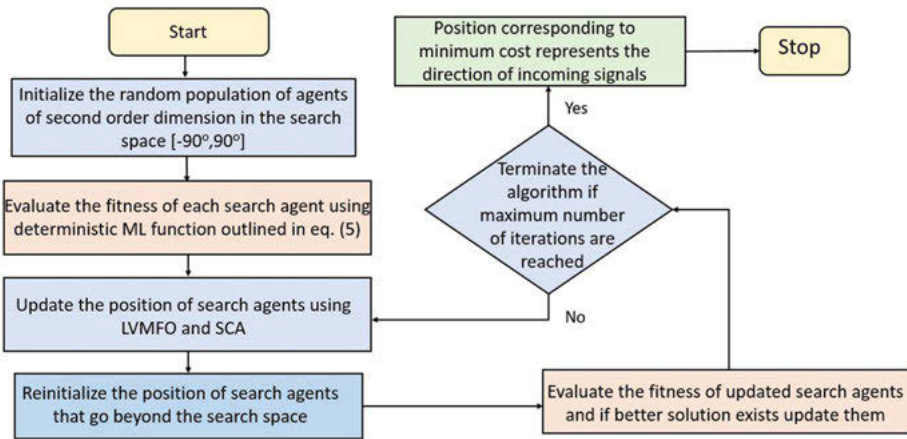 Start
Initialize the random population of agents
of second order dimension in the search
space [-90°,90°]
Evaluate the fitness of each search agent using
deterministic ML function outlined in eq. (5)
Update the position of search agents using
LVMFO and SCA
Reinitialize the position of search agents
that go beyond the search space
Evaluate the fitness of updated search agents
and if better solution exists update them
Terminate the
algorithm if
maximum number
of iterations are
reached
No
Yes
Position corresponding to
minimum cost represents the
direction of incoming signals
Stop